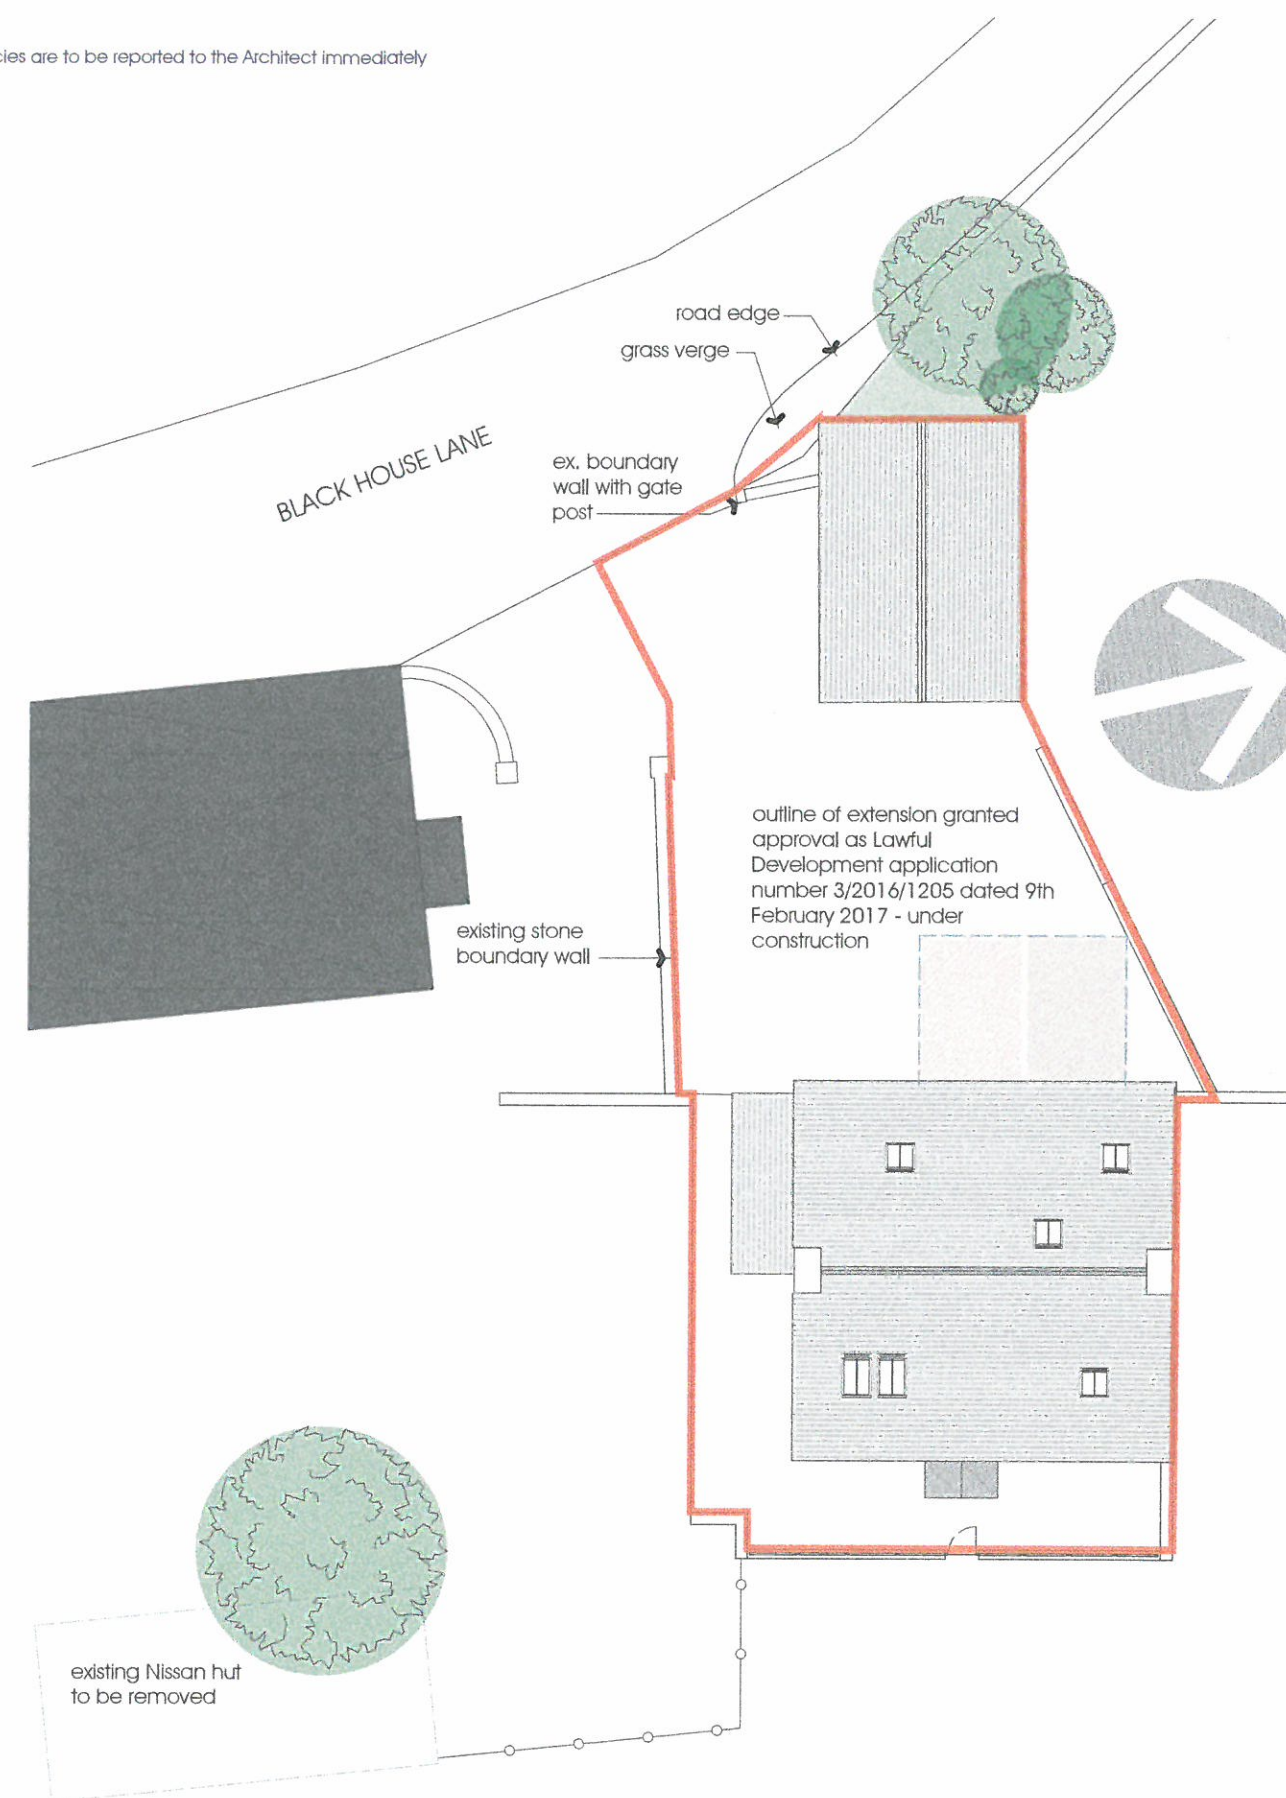 are to be reported to the Architect immediately
road edge
grass verge
BLACK HOUSE LANE
ex. boundary
wall with gate
post
outline of extension granted
approval as Lawful
Development application
number 3/2016/1205 dated 9th
February 2017 - under
construction
existing stone
boundary wall
existing Nissan hut
to be removed